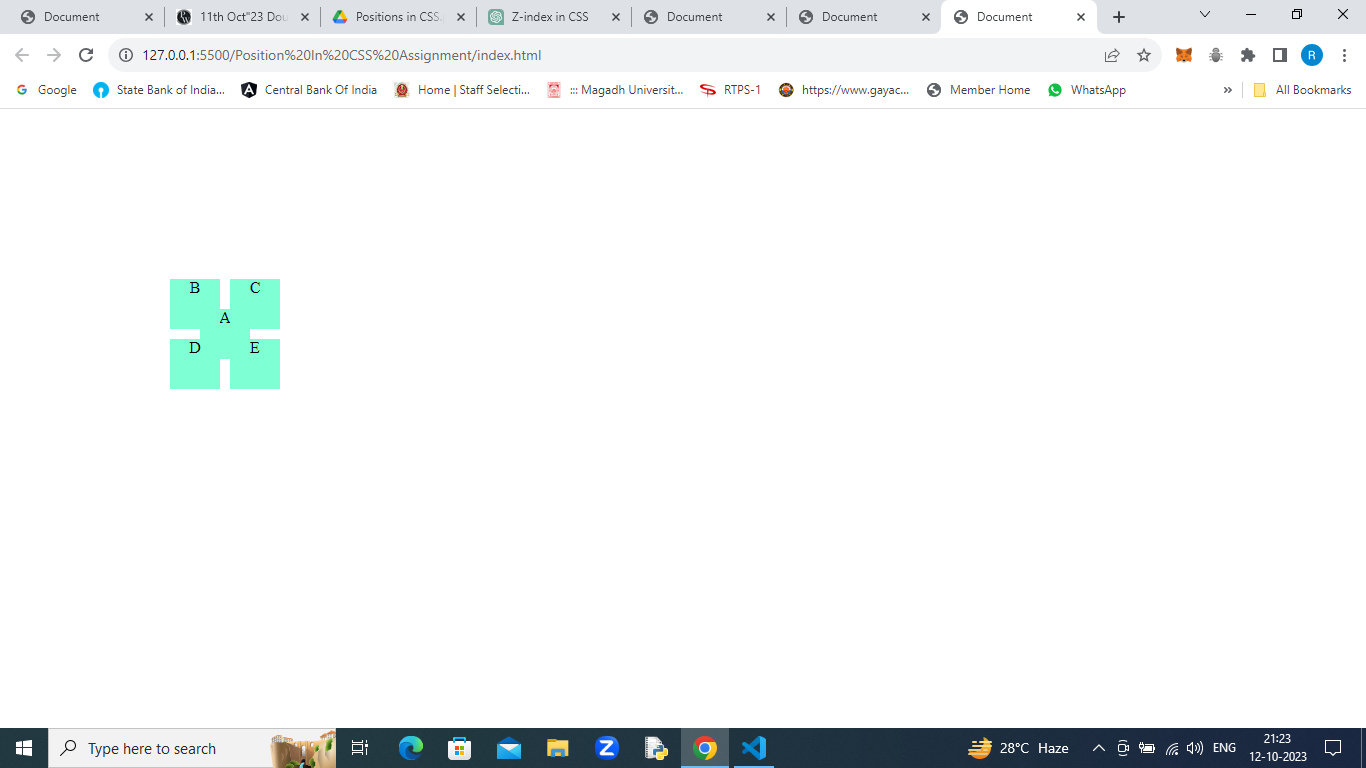 Document
11th Oct"23 Dou
Positions in CSS
Z-index in CSS
Document
Document
Document
127.0.0.1:5500/Position%20In%20CSS%20Assignment/index.html
R
Google
State Bank of India...
Central Bank Of India
Home | Staff Selecti...
::: Magadh Universit...
RTPS-1
https://www.gayac...
Member Home
WhatsApp
»
All Bookmarks
B C
A
D E
Type here to search
28°C Haze
ENG
21:23
12-10-2023